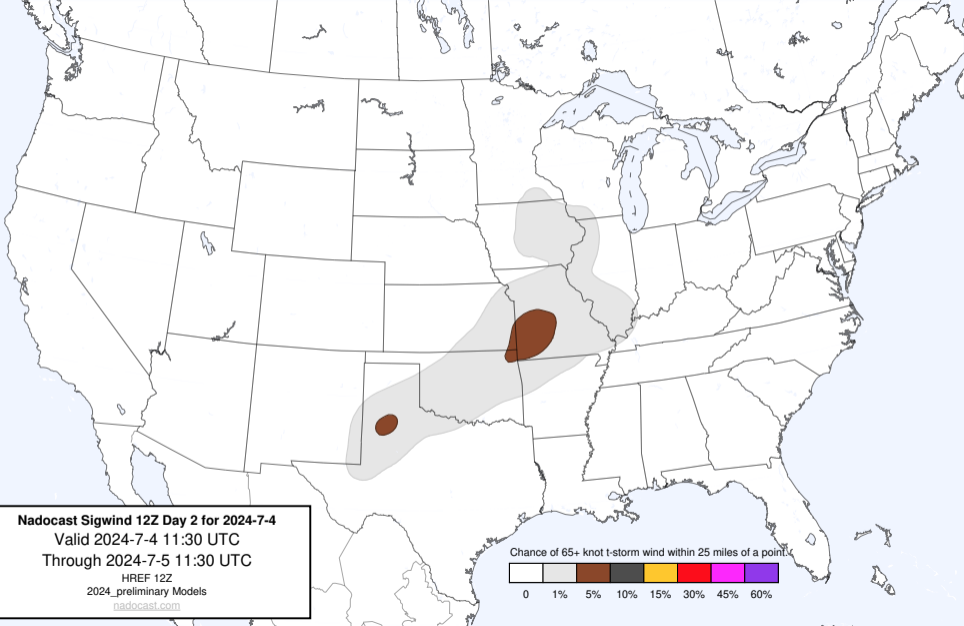 Nadocast Sigwind 12Z Day 2 for 2024-7-4
Valid 2024-7-4 11:30 UTC
Through 2024-7-5 11:30 UTC
HREF 12Z
2024_preliminary Models
nadocast.com
Chance of 65+ knot t-storm wind within 25 miles of a point.
0 1% 5% 10% 15% 30% 45% 60%